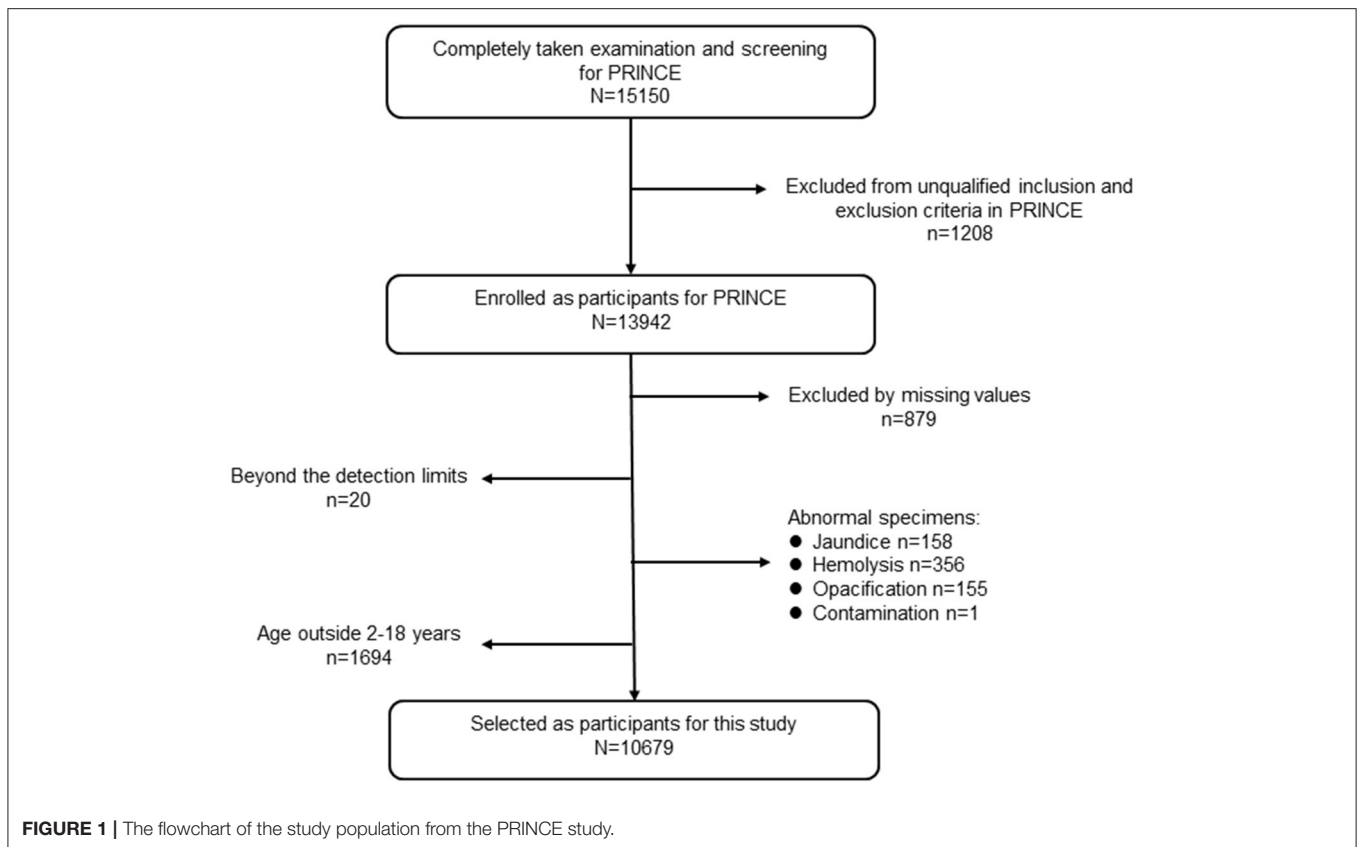 Completely taken examination and screening
for PRINCE
N=15150
Excluded from unqualified inclusion and
exclusion criteria in PRINCE
n=1208
Enrolled as participants for PRINCE
N=13942
Excluded by missing values
n=879
Beyond the detection limits
n=20
Abnormal specimens:
● Jaundice n=158
● Hemolysis n=356
● Opacification n=155
● Contamination n=1
Age outside 2-18 years
n=1694
Selected as participants for this study
N=10679
FIGURE 1 | The flowchart of the study population from the PRINCE study.